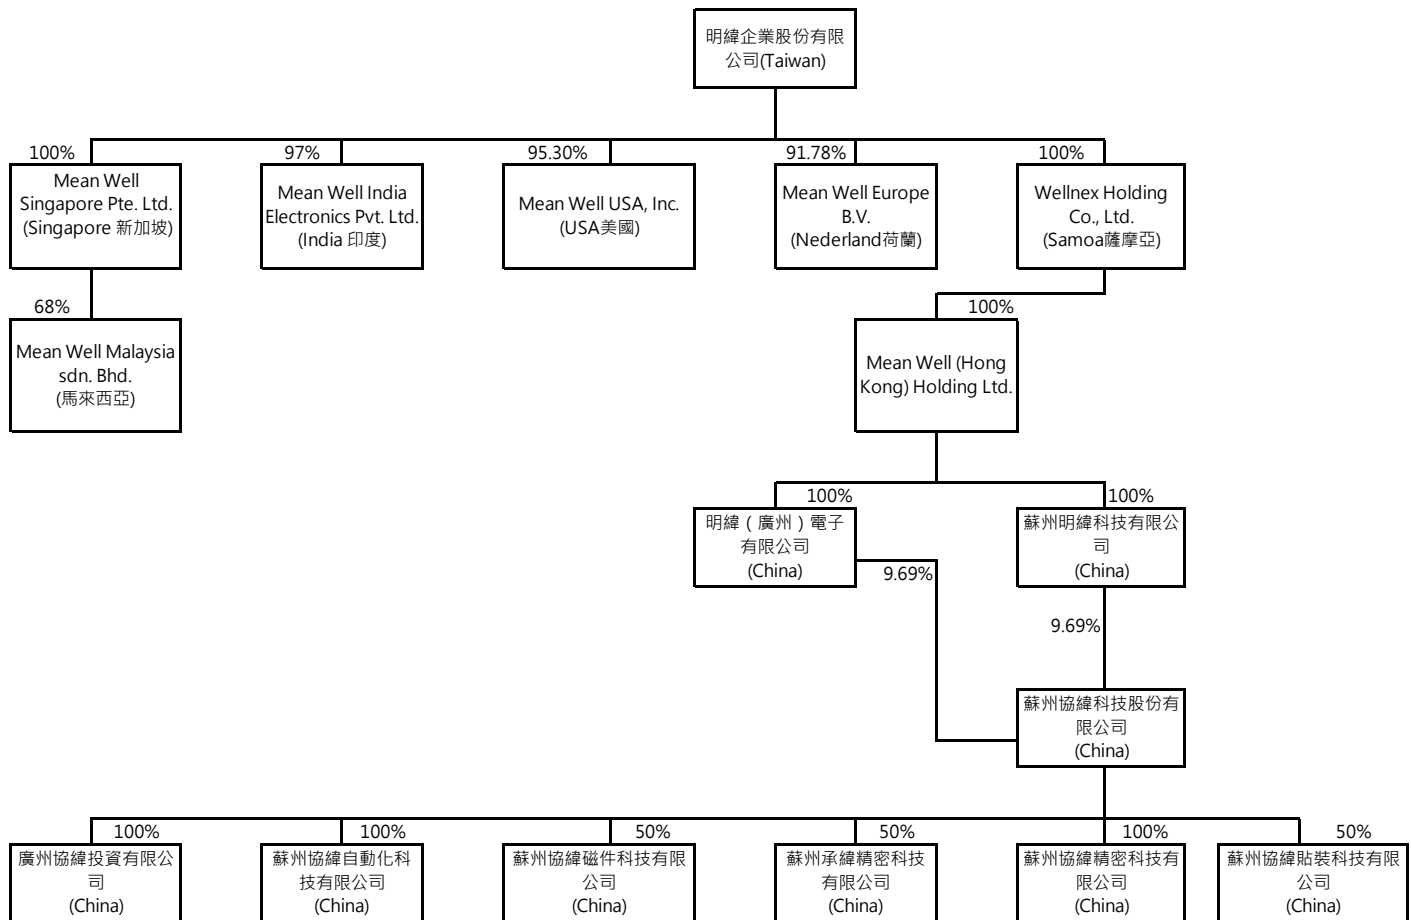 明緯企業股份有限
公司(Taiwan)
100%
97%
95.30%
91.78%
100%
Mean Well
Singapore Pte. Ltd.
(Singapore 新加坡)
Mean Well India
Electronics Pvt. Ltd.
(India 印度)
Mean Well USA, Inc.
(USA美國)
Mean Well Europe
B.V.
(Nederland荷蘭)
Wellnex Holding
Co., Ltd.
(Samoa薩摩亞)
68%
100%
Mean Well Malaysia
sdn. Bhd.
(馬來西亞)
Mean Well (Hong
Kong) Holding Ltd.
100%
100%
明緯（廣州）電子
有限公司
(China)
蘇州明緯科技有限公
司
(China)
9.69%
9.69%
蘇州協緯科技股份有
限公司
(China)
100%
100%
50%
50%
100%
50%
廣州協緯投資有限公
司
(China)
蘇州協緯自動化科
技有限公司
(China)
蘇州協緯磁件科技有限
公司
(China)
蘇州承緯精密科技
有限公司
(China)
蘇州協緯精密科技有
限公司
(China)
蘇州協緯貼裝科技有限
公司
(China)